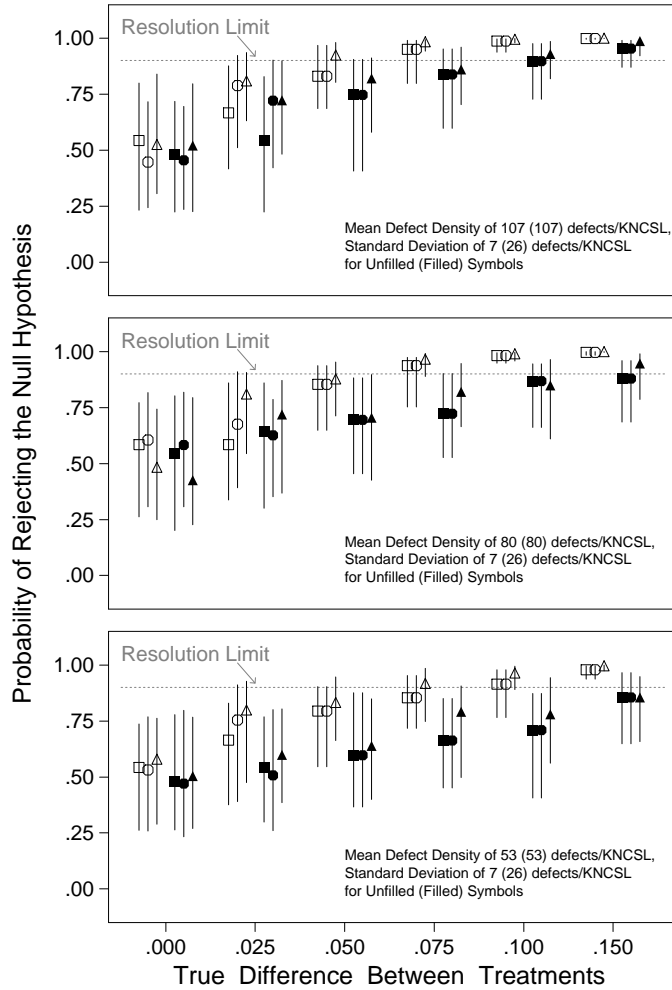 Probability of Rejecting the Null Hypothesis
Resolution Limit
1.00
0.75
.50
.25
.00
Mean Defect Density of 107 (107) defects/KNCSL,
Standard Deviation of 7 (26) defects/KNCSL
for Unfilled (Filled) Symbols
Resolution Limit
1.00
0.75
.50
.25
.00
Mean Defect Density of 80 (80) defects/KNCSL,
Standard Deviation of 7 (26) defects/KNCSL
for Unfilled (Filled) Symbols
Resolution Limit
1.00
0.75
.50
.25
.00
Mean Defect Density of 53 (53) defects/KNCSL,
Standard Deviation of 7 (26) defects/KNCSL
for Unfilled (Filled) Symbols
.000 .025 .050 .075 .100 .150
True Difference Between Treatments